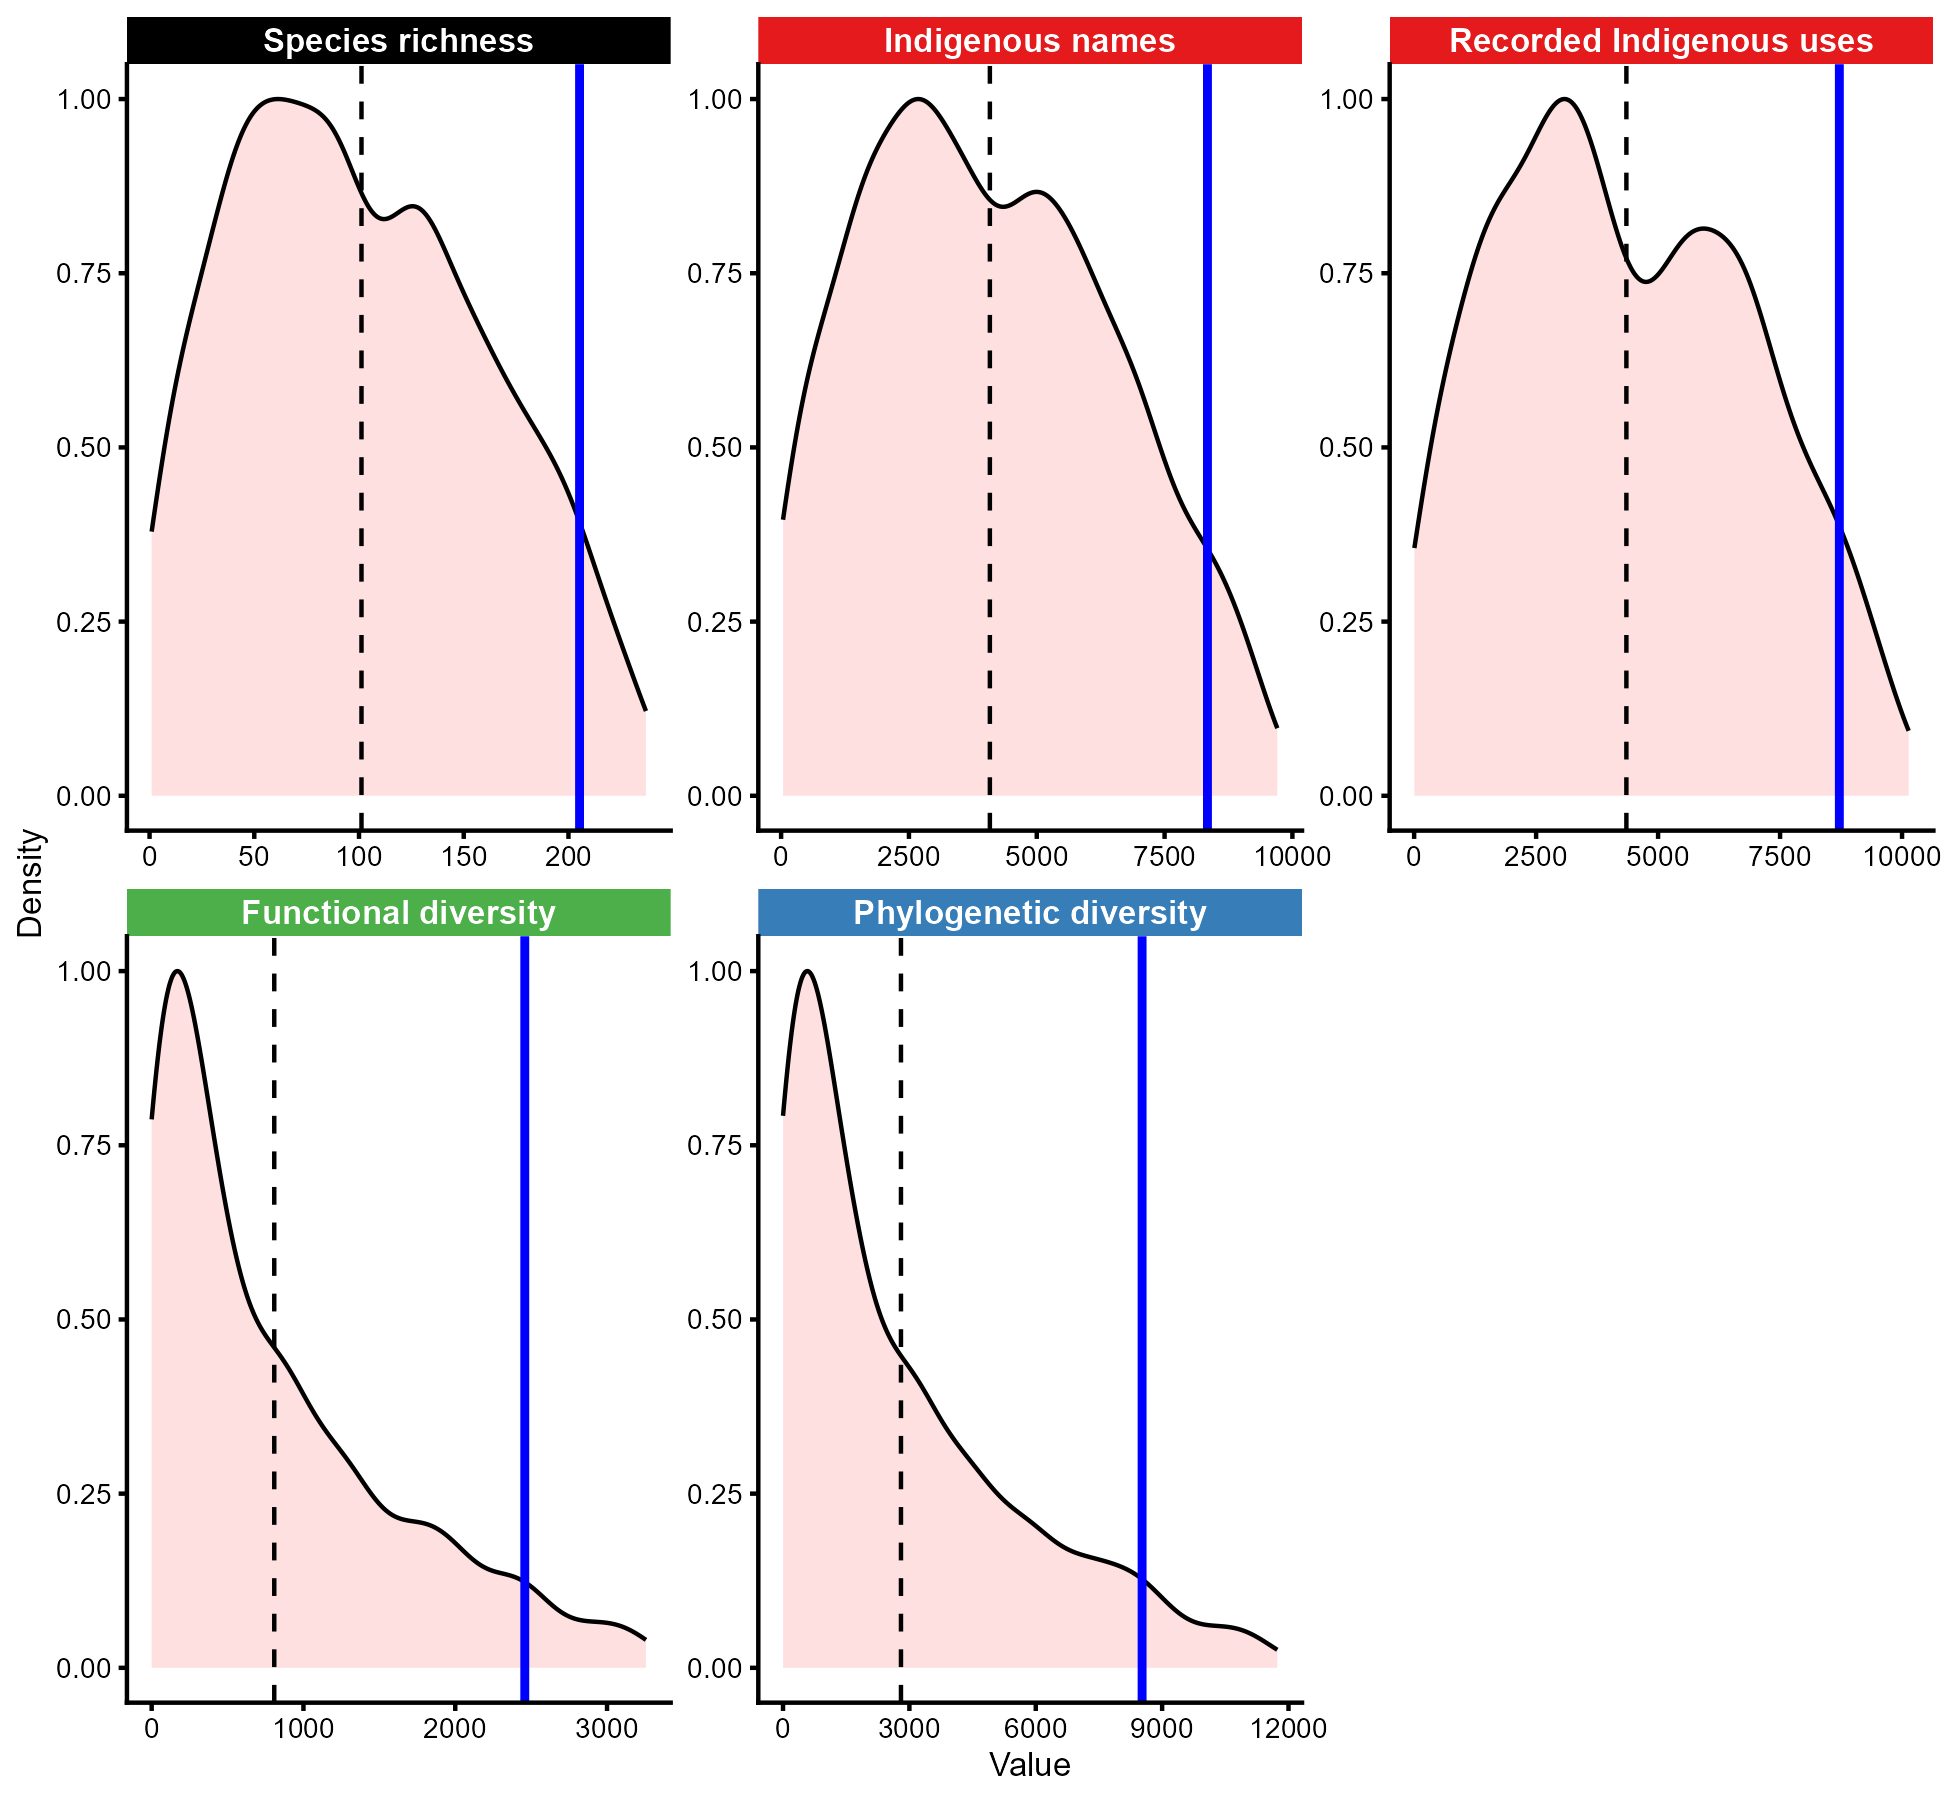 Species richness
Indigenous names
Recorded Indigenous uses
1.00
0.75
0.50
0.25
0.00
0 50 100 150 200
1.00
0.75
0.50
0.25
0.00
0 2500 5000 7500 10000
1.00
0.75
0.50
0.25
0.00
0 2500 5000 7500 10000
Density
Functional diversity
Phylogenetic diversity
1.00
0.75
0.50
0.25
0.00
0 1000 2000 3000
1.00
0.75
0.50
0.25
0.00
0 3000 6000 9000 12000
Value